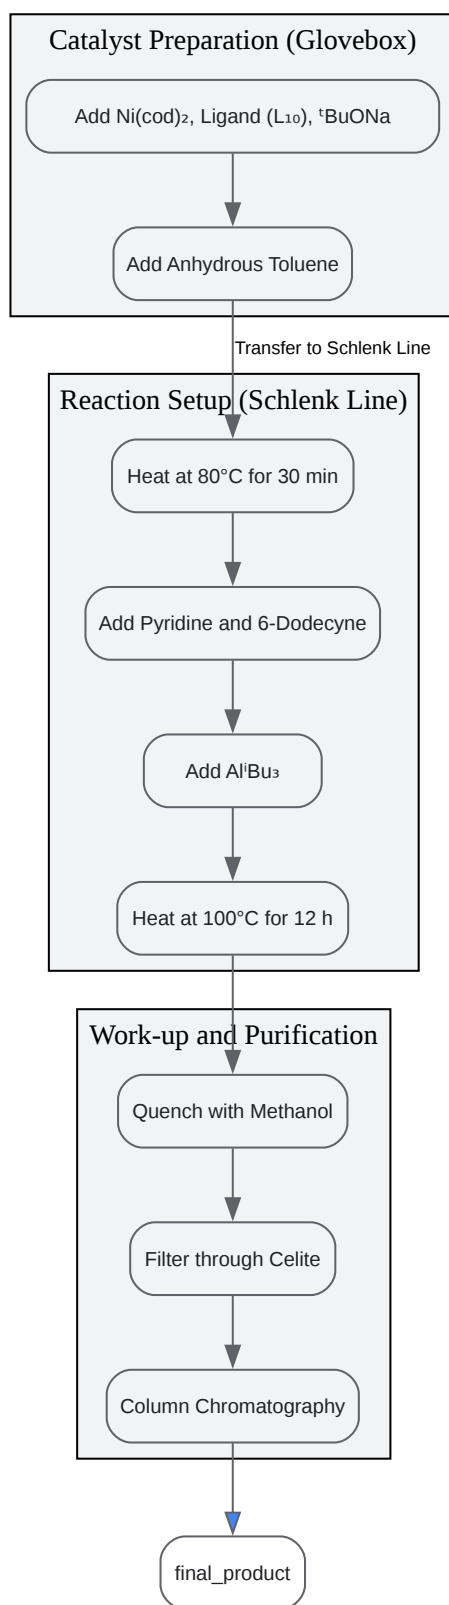 Catalyst Preparation (Glovebox)
Add Ni(cod)₂, Ligand (L₁₀), ᵗBuONa
Add Anhydrous Toluene
Transfer to Schlenk Line
Reaction Setup (Schlenk Line)
Heat at 80°C for 30 min
Add Pyridine and 6-Dodecyne
Add AlⁱBu₃
Heat at 100°C for 12 h
Work-up and Purification
Quench with Methanol
Filter through Celite
Column Chromatography
final_product